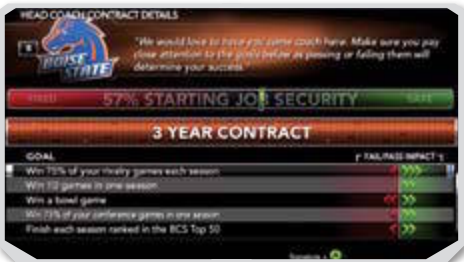 HEAD COACH CONTRACT DETAILS
"We would love to have you come coach here. Make sure you pay
close attention to the goals below as passing or failing them will
determine your success."
BOISE
STATE
FIRED 57% STARTING JOB SECURITY SAFE
3 YEAR CONTRACT
GOAL FAIL/PASS IMPACT
Win 75% of your rivalry games each season
Win 10 games in one season
Win a bowl game
Win 75% of your conference games in one season
Finish each season ranked in the BCS Top 50